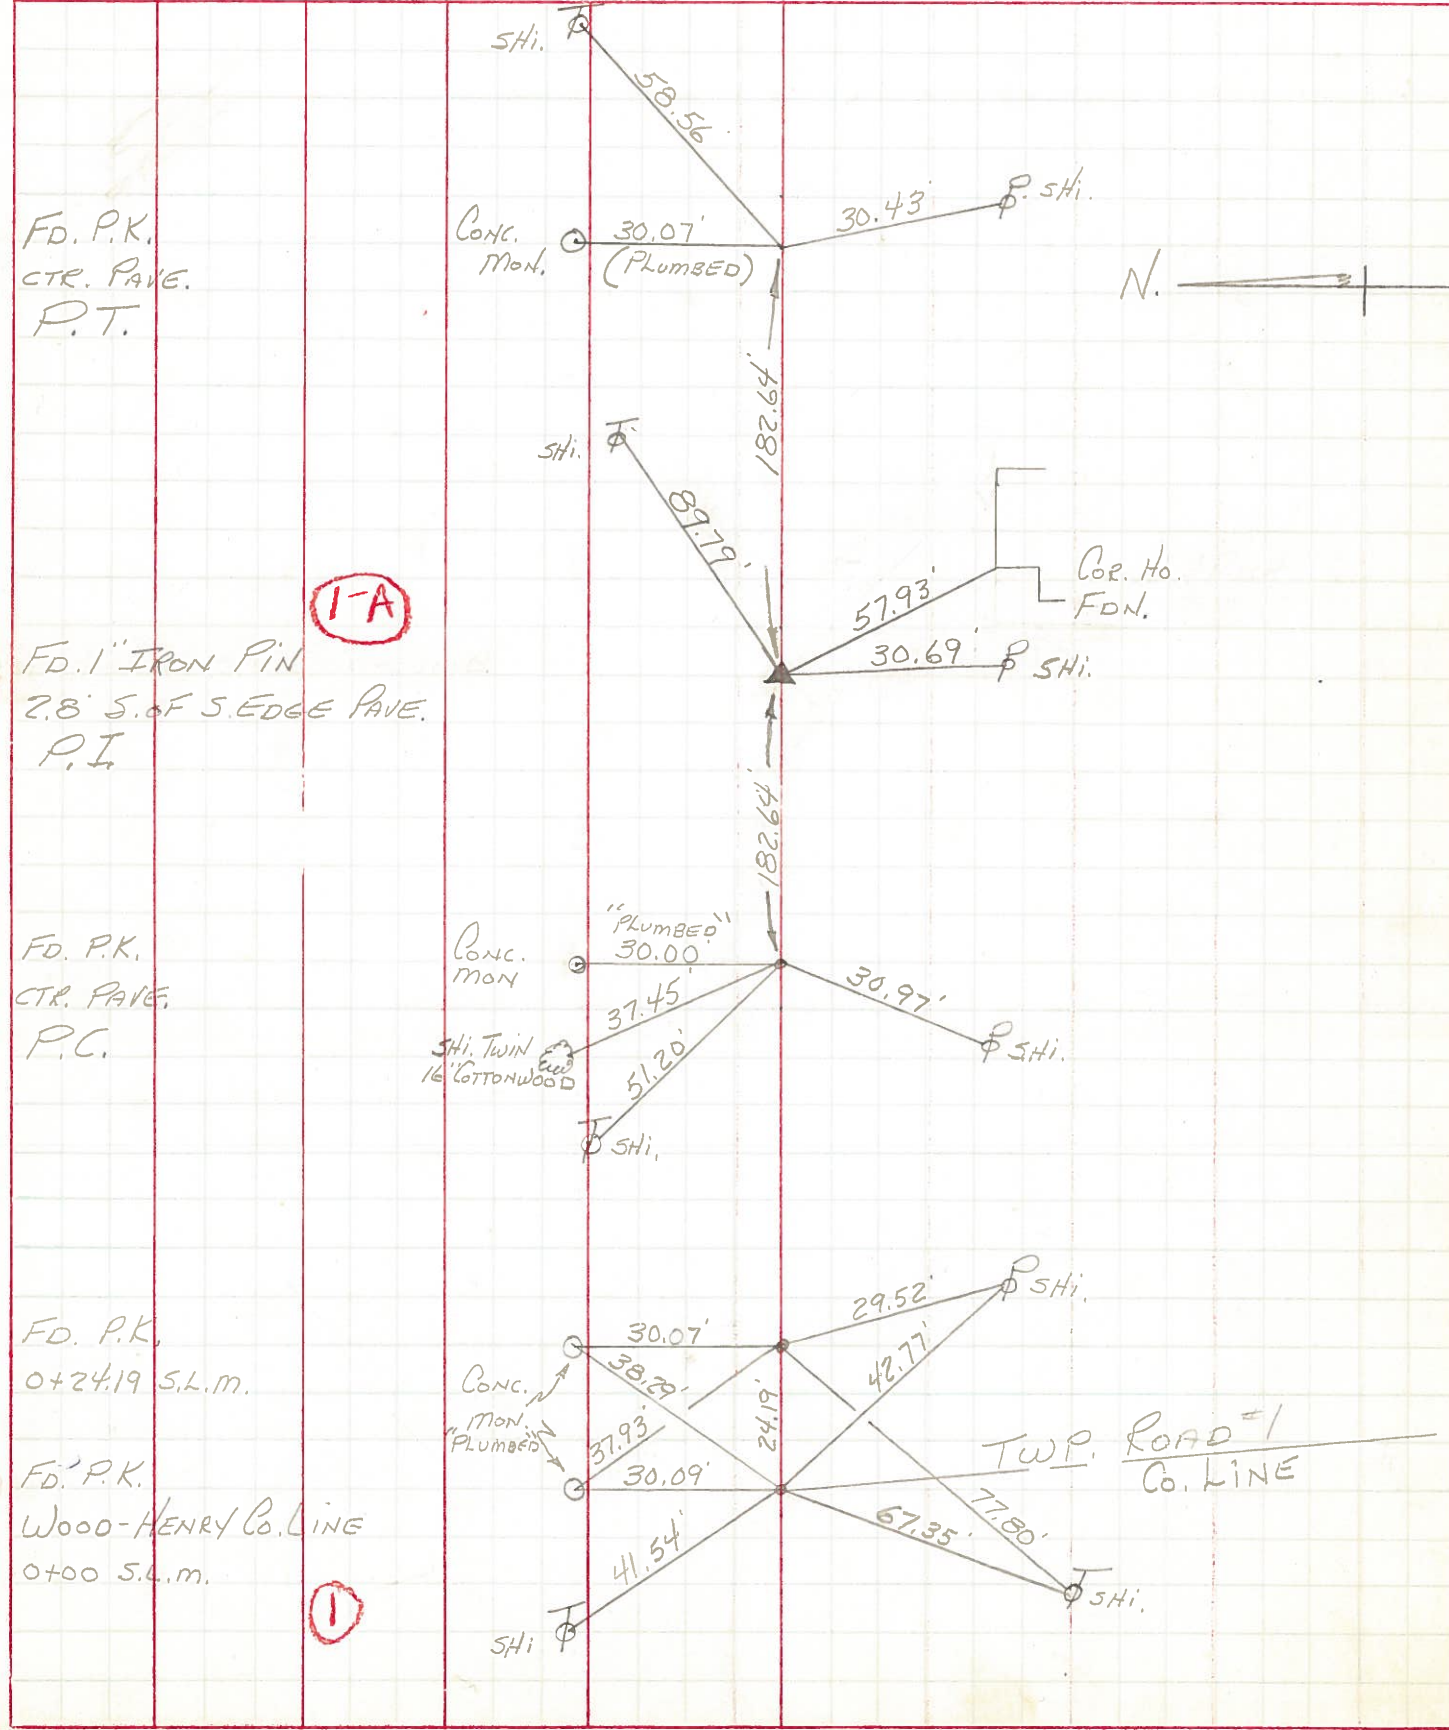 SHi.
58.56
FD. P.K.
CTR. PAVE.
P.T.
CONC.
MON.
30.07'
(PLUMBED)
30.43'
SHi.
N.
182.64'
SHi.
89.79'
1-A
57.93'
COR. HO.
FDN.
FD. 1" IRON PIN
2.8' S. OF S. EDGE PAVE.
P.I.
30.69'
SHi.
182.64'
FD. P.K.
CTR. PAVE.
P.C.
CONC.
MON
"PLUMBED"
30.00'
37.45'
30.97'
SHi.
SHi. TWIN
16" COTTONWOOD
51.20'
SHi.
29.52'
SHi.
FD. P.K.
0+24.19 S.L.M.
30.07'
38.29'
42.77'
CONC.
MON.
"PLUMBED"
37.93'
24.19'
TWP. ROAD #1
CO. LINE
FD. P.K.
WOOD-HENRY CO. LINE
0+00 S.L.M.
30.09'
67.35'
77.80'
41.54'
SHi.
1
SHi